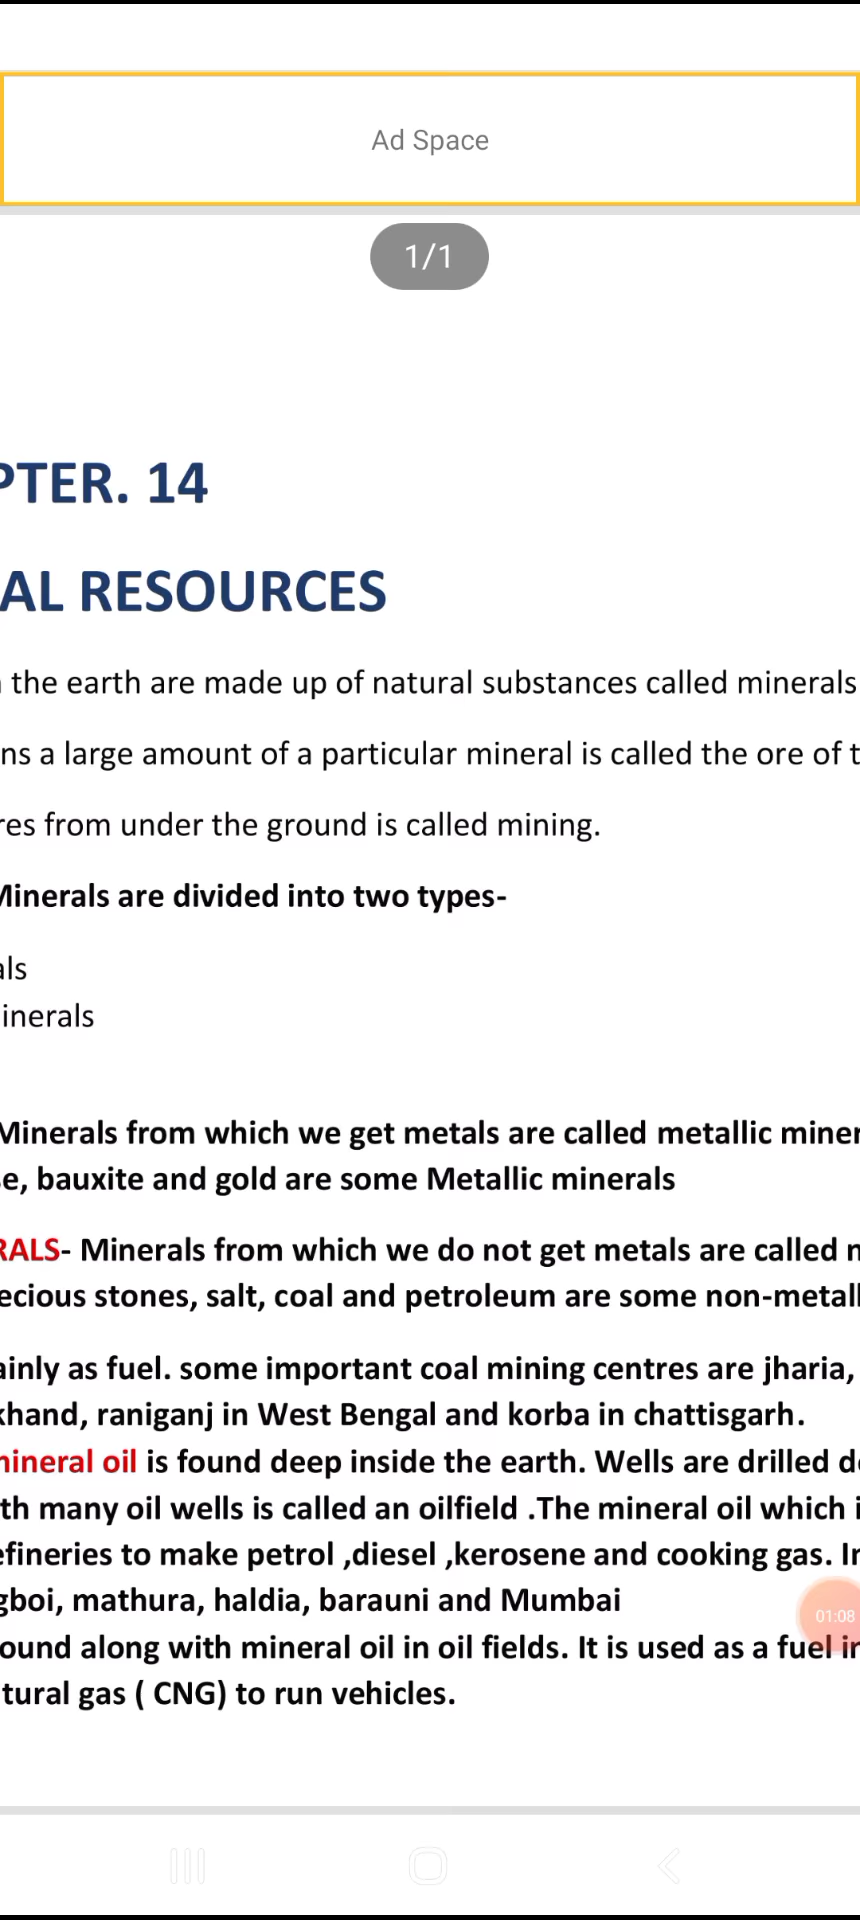 Ad Space
1/1
PTER. 14
AL RESOURCES
the earth are made up of natural substances called minerals
ns a large amount of a particular mineral is called the ore of t
res from under the ground is called mining.
Minerals are divided into two types-
als
inerals
Minerals from which we get metals are called metallic miner
e, bauxite and gold are some Metallic minerals
RALS- Minerals from which we do not get metals are called n
ecious stones, salt, coal and petroleum are some non-metall
ainly as fuel. some important coal mining centres are jharia,
khand, raniganj in West Bengal and korba in chattisgarh.
mineral oil is found deep inside the earth. Wells are drilled de
th many oil wells is called an oilfield .The mineral oil which i
efineries to make petrol ,diesel ,kerosene and cooking gas. In
gboi, mathura, haldia, barauni and Mumbai
01:08
ound along with mineral oil in oil fields. It is used as a fuel in
tural gas ( CNG) to run vehicles.